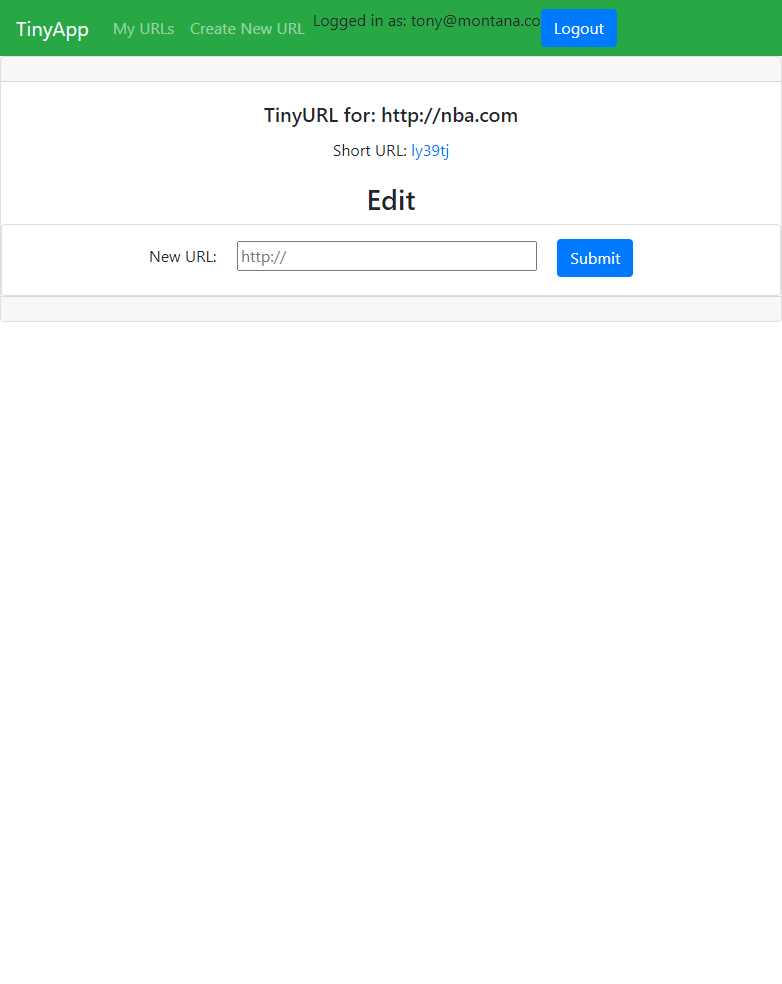 TinyApp My URLs Create New URL Logged in as: tony@montana.co Logout
TinyURL for: http://nba.com
Short URL: ly39tj
Edit
New URL: http:// Submit